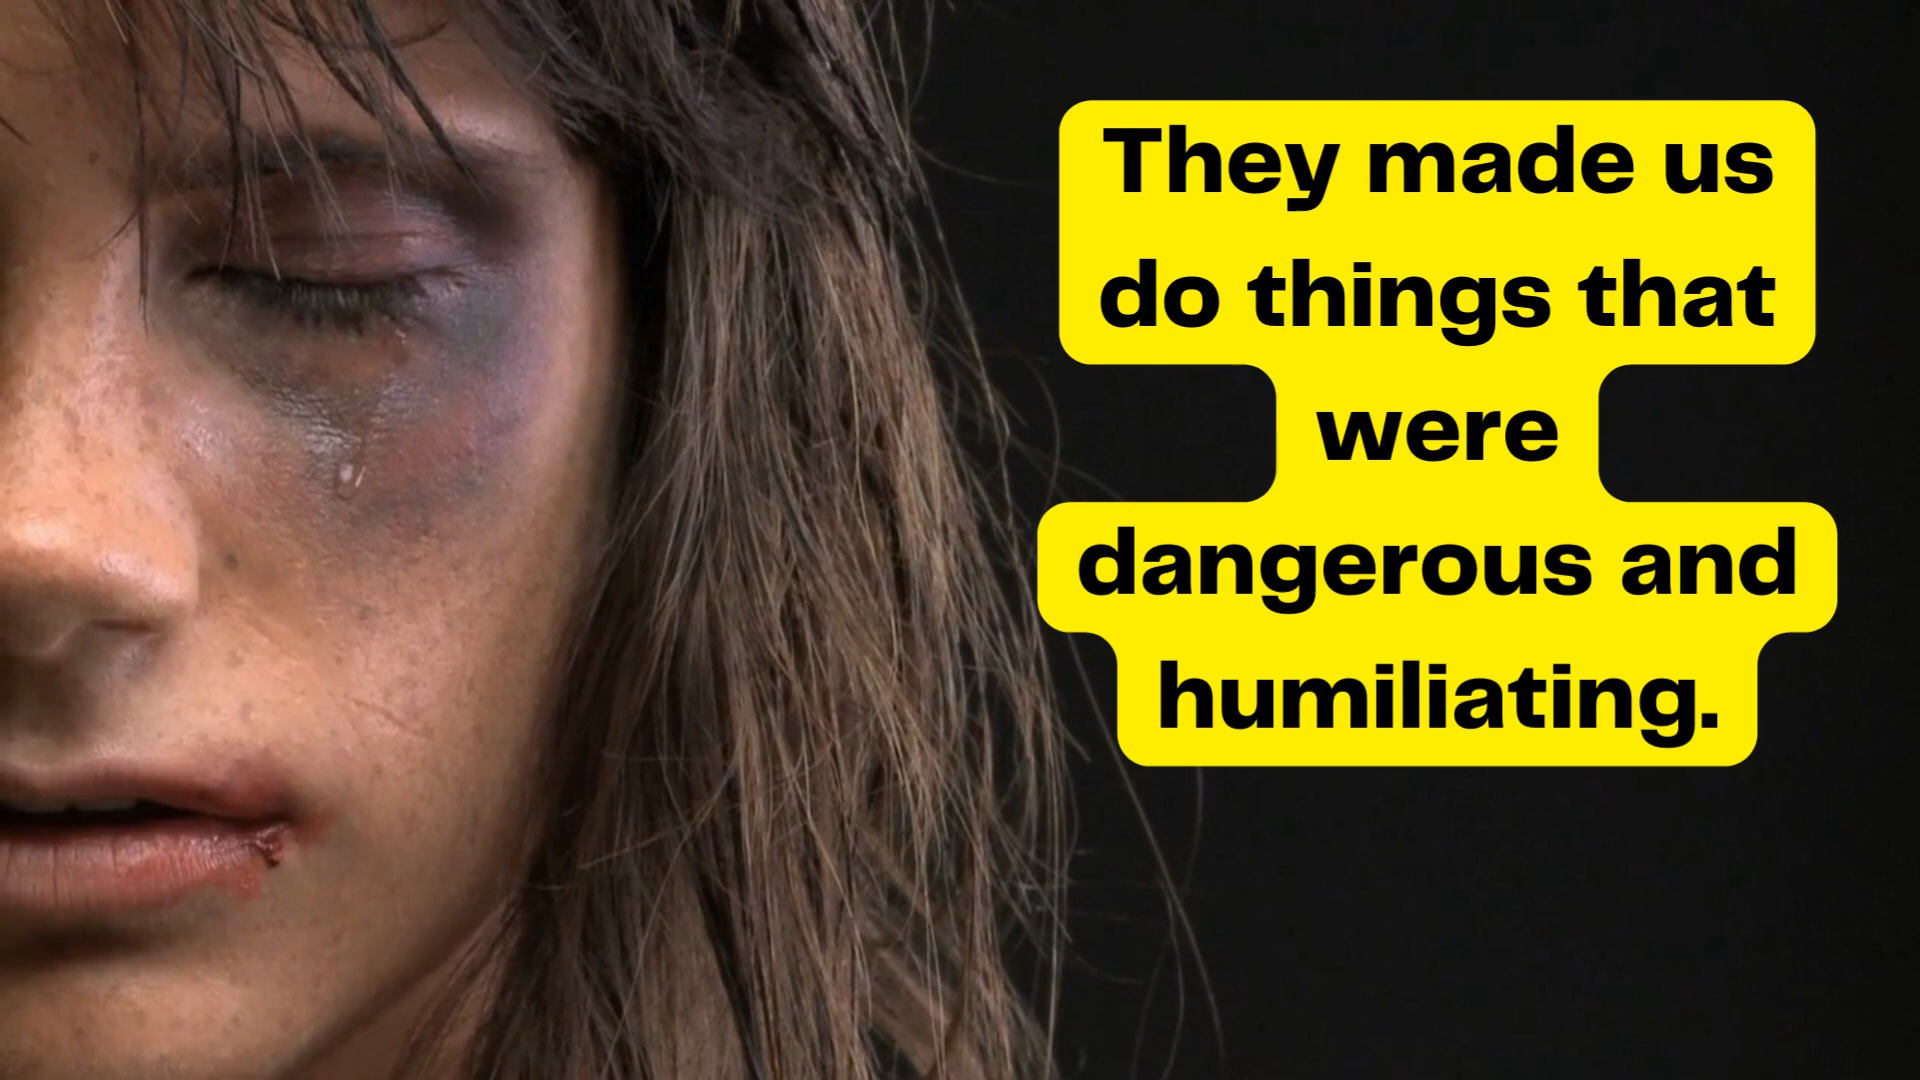 They made us
do things that
were
dangerous and
humiliating.